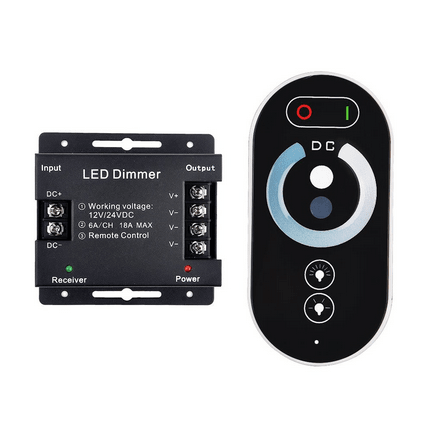 Input
Output
LED Dimmer
DC+
DC−
V+
V−
V−
V−
① Working voltage:
12V/24VDC
② 6A/CH 18A MAX
③ Remote Control
Receiver
Power
DC